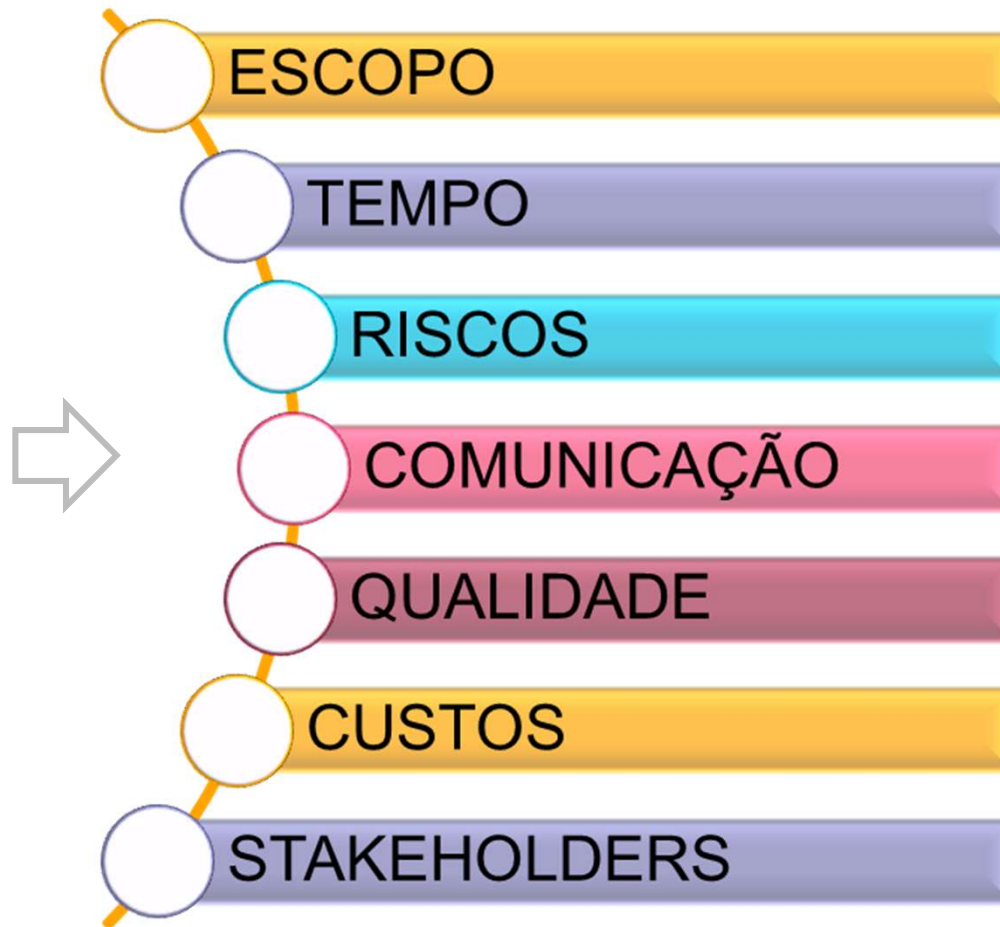 ESCOPO
TEMPO
RISCOS
COMUNICAÇÃO
QUALIDADE
CUSTOS
STAKEHOLDERS